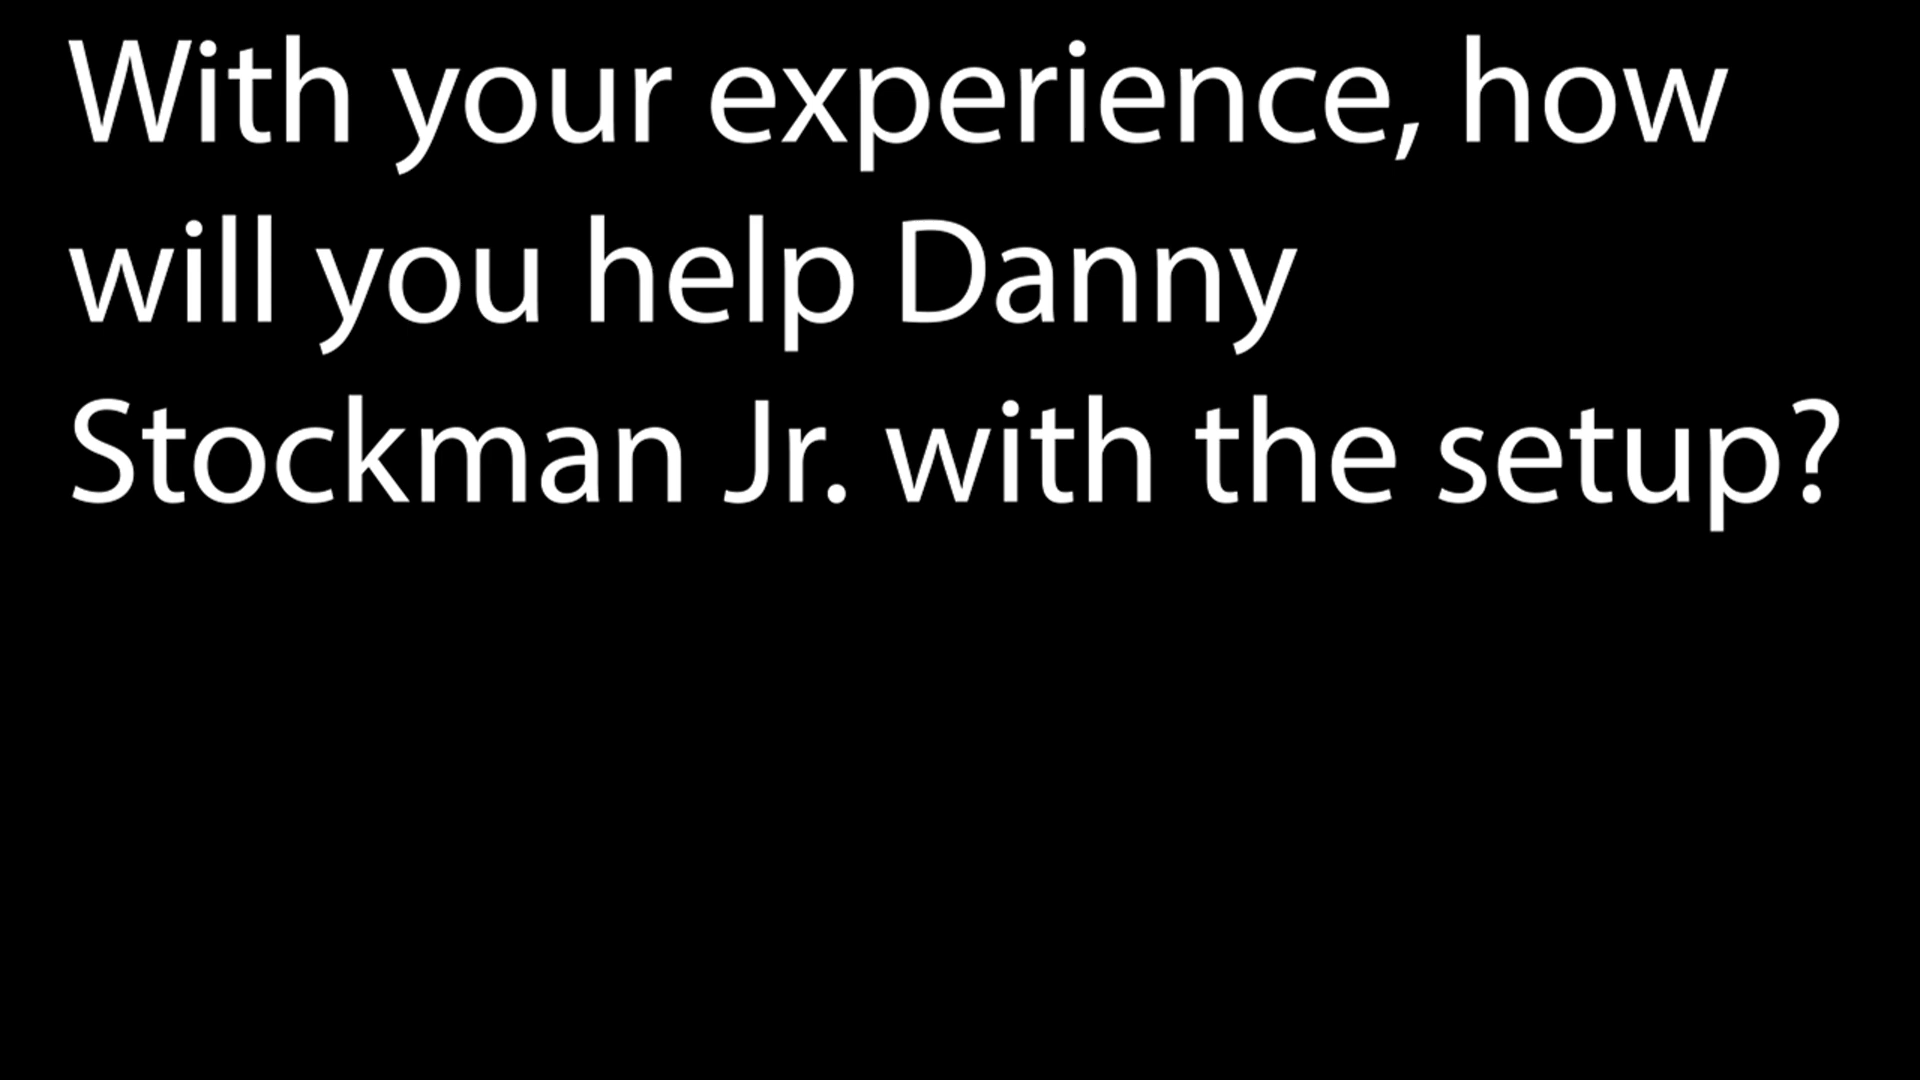 With your experience, how
will you help Danny
Stockman Jr. with the setup?